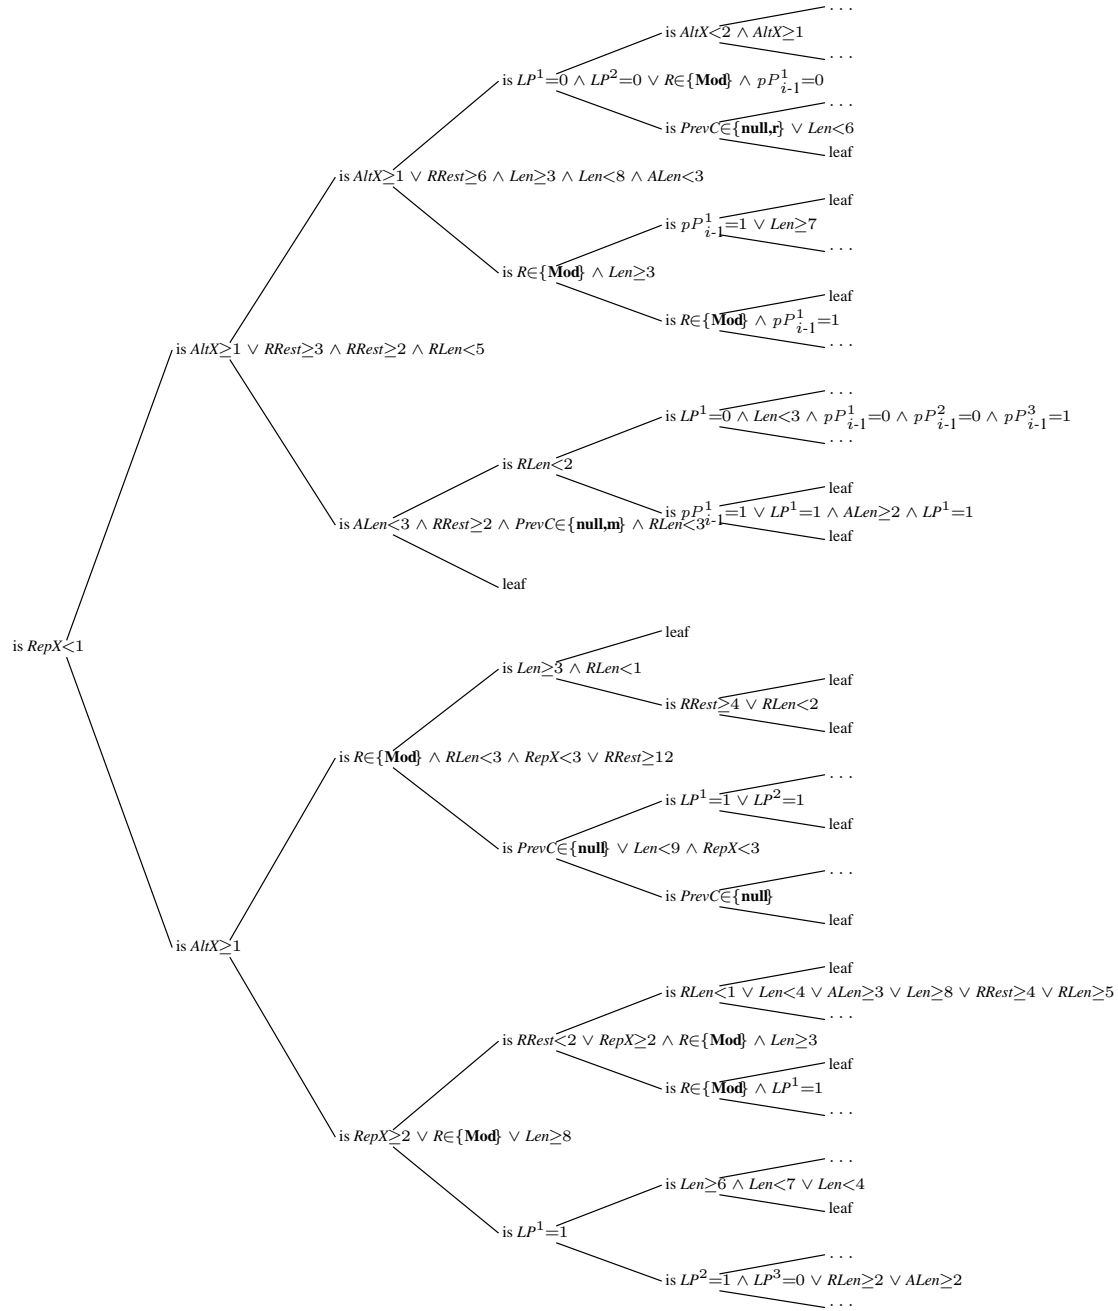 . . .
is AltX<2 ∧ AltX≥1
. . .
is LP¹=0 ∧ LP²=0 ∨ R∈{Mod} ∧ pP¹ᵢ₋₁=0
. . .
is PrevC∈{null,r} ∨ Len<6
leaf
is AltX≥1 ∨ RRest≥6 ∧ Len≥3 ∧ Len<8 ∧ ALen<3
leaf
is pP¹ᵢ₋₁=1 ∨ Len≥7
. . .
is R∈{Mod} ∧ Len≥3
leaf
is R∈{Mod} ∧ pP¹ᵢ₋₁=1
. . .
is AltX≥1 ∨ RRest≥3 ∧ RRest≥2 ∧ RLen<5
. . .
is LP¹=0 ∧ Len<3 ∧ pP¹ᵢ₋₁=0 ∧ pP²ᵢ₋₁=0 ∧ pP³ᵢ₋₁=1
. . .
is RLen<2
leaf
is pP¹ᵢ₋₁=1 ∨ LP¹=1 ∧ ALen≥2 ∧ LP¹=1
is ALen<3 ∧ RRest≥2 ∧ PrevC∈{null,m} ∧ RLen<3
leaf
leaf
is RepX<1
leaf
is Len≥3 ∧ RLen<1
leaf
is RRest≥4 ∨ RLen<2
leaf
is R∈{Mod} ∧ RLen<3 ∧ RepX<3 ∨ RRest≥12
. . .
is LP¹=1 ∨ LP²=1
leaf
is PrevC∈{null} ∨ Len<9 ∧ RepX<3
. . .
is PrevC∈{null}
leaf
is AltX≥1
leaf
is RLen<1 ∨ Len<4 ∨ ALen≥3 ∨ Len≥8 ∨ RRest≥4 ∨ RLen≥5
. . .
is RRest<2 ∨ RepX≥2 ∧ R∈{Mod} ∧ Len≥3
leaf
is R∈{Mod} ∧ LP¹=1
. . .
is RepX≥2 ∨ R∈{Mod} ∨ Len≥8
. . .
is Len≥6 ∧ Len<7 ∨ Len<4
leaf
is LP¹=1
. . .
is LP²=1 ∧ LP³=0 ∨ RLen≥2 ∨ ALen≥2
. . .